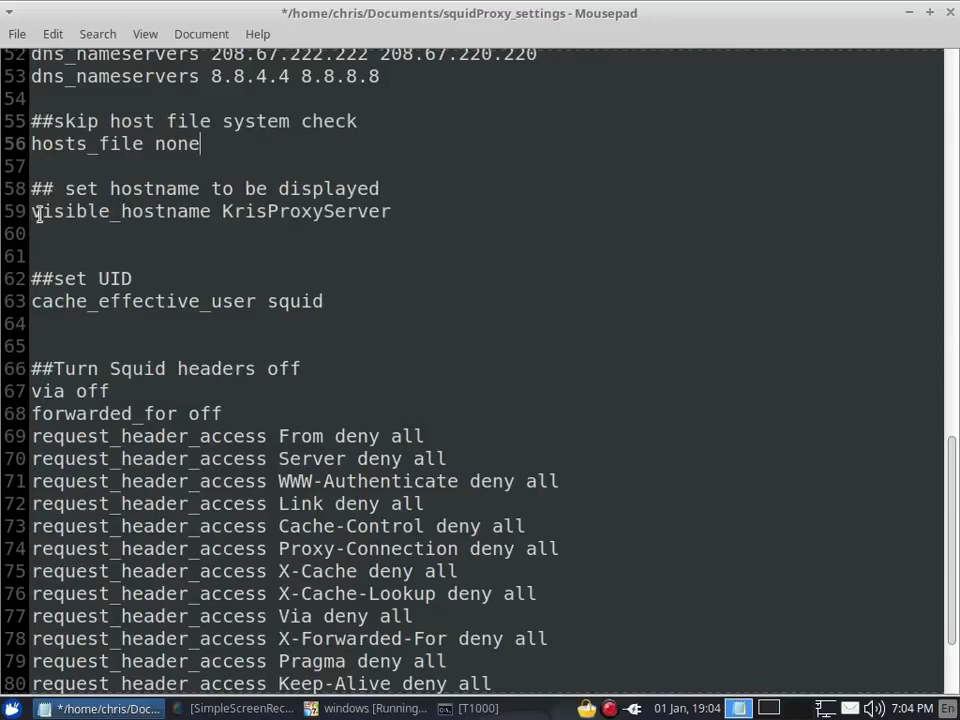 */home/chris/Documents/squidProxy_settings - Mousepad
File Edit Search View Document Help
52 dns_nameservers 208.67.222.222 208.67.220.220
53 dns_nameservers 8.8.4.4 8.8.8.8
54
55 ##skip host file system check
56 hosts_file none
57
58 ## set hostname to be displayed
59 visible_hostname KrisProxyServer
60
61
62 ##set UID
63 cache_effective_user squid
64
65
66 ##Turn Squid headers off
67 via off
68 forwarded_for off
69 request_header_access From deny all
70 request_header_access Server deny all
71 request_header_access WWW-Authenticate deny all
72 request_header_access Link deny all
73 request_header_access Cache-Control deny all
74 request_header_access Proxy-Connection deny all
75 request_header_access X-Cache deny all
76 request_header_access X-Cache-Lookup deny all
77 request_header_access Via deny all
78 request_header_access X-Forwarded-For deny all
79 request_header_access Pragma deny all
80 request_header_access Keep-Alive deny all
*/home/chris/Doc... [SimpleScreenRec... windows [Running... [T1000] 01 Jan, 19:04 7:04 PM En